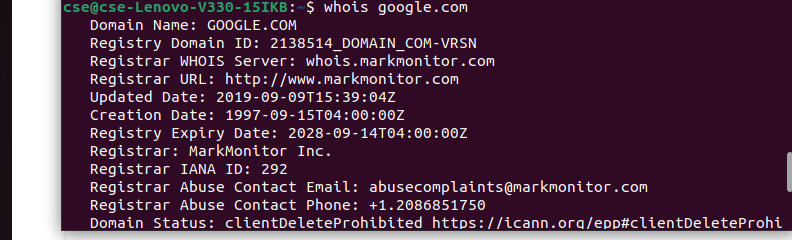 cse@cse-Lenovo-V330-15IKB:~$ whois google.com
Domain Name: GOOGLE.COM
Registry Domain ID: 2138514_DOMAIN_COM-VRSN
Registrar WHOIS Server: whois.markmonitor.com
Registrar URL: http://www.markmonitor.com
Updated Date: 2019-09-09T15:39:04Z
Creation Date: 1997-09-15T04:00:00Z
Registry Expiry Date: 2028-09-14T04:00:00Z
Registrar: MarkMonitor Inc.
Registrar IANA ID: 292
Registrar Abuse Contact Email: abusecomplaints@markmonitor.com
Registrar Abuse Contact Phone: +1.2086851750
Domain Status: clientDeleteProhibited https://icann.org/epp#clientDeleteProhi